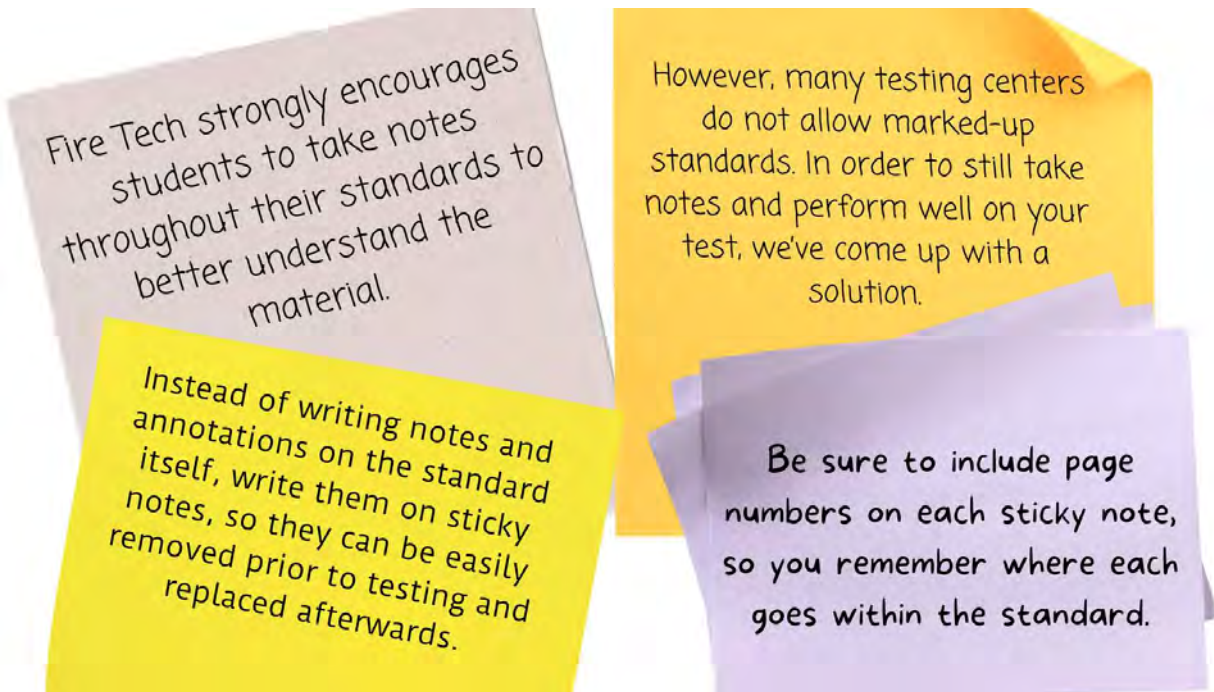 Fire Tech strongly encourages
students to take notes
throughout their standards to
better understand the
material.
However, many testing centers
do not allow marked-up
standards. In order to still take
notes and perform well on your
test, we've come up with a
solution.
Instead of writing notes and
annotations on the standard
itself, write them on sticky
notes, so they can be easily
removed prior to testing and
replaced afterwards.
Be sure to include page
numbers on each sticky note,
so you remember where each
goes within the standard.